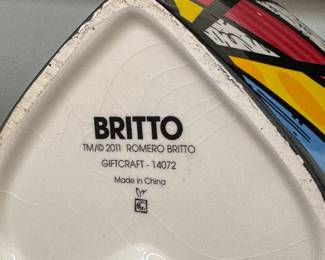 BRITTO
TM/© 2011 ROMERO BRITTO
GIFTCRAFT - 14072
Made in China